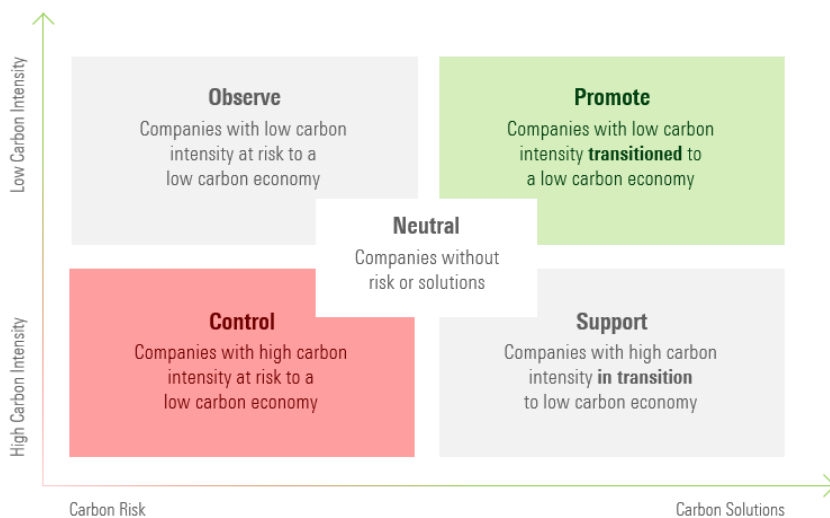 Low Carbon Intensity
Observe
Companies with low carbon
intensity at risk to a
low carbon economy
Promote
Companies with low carbon
intensity transitioned to
a low carbon economy
Neutral
Companies without
risk or solutions
High Carbon Intensity
Control
Companies with high carbon
intensity at risk to a
low carbon economy
Support
Companies with high carbon
intensity in transition
to low carbon economy
Carbon Risk
Carbon Solutions